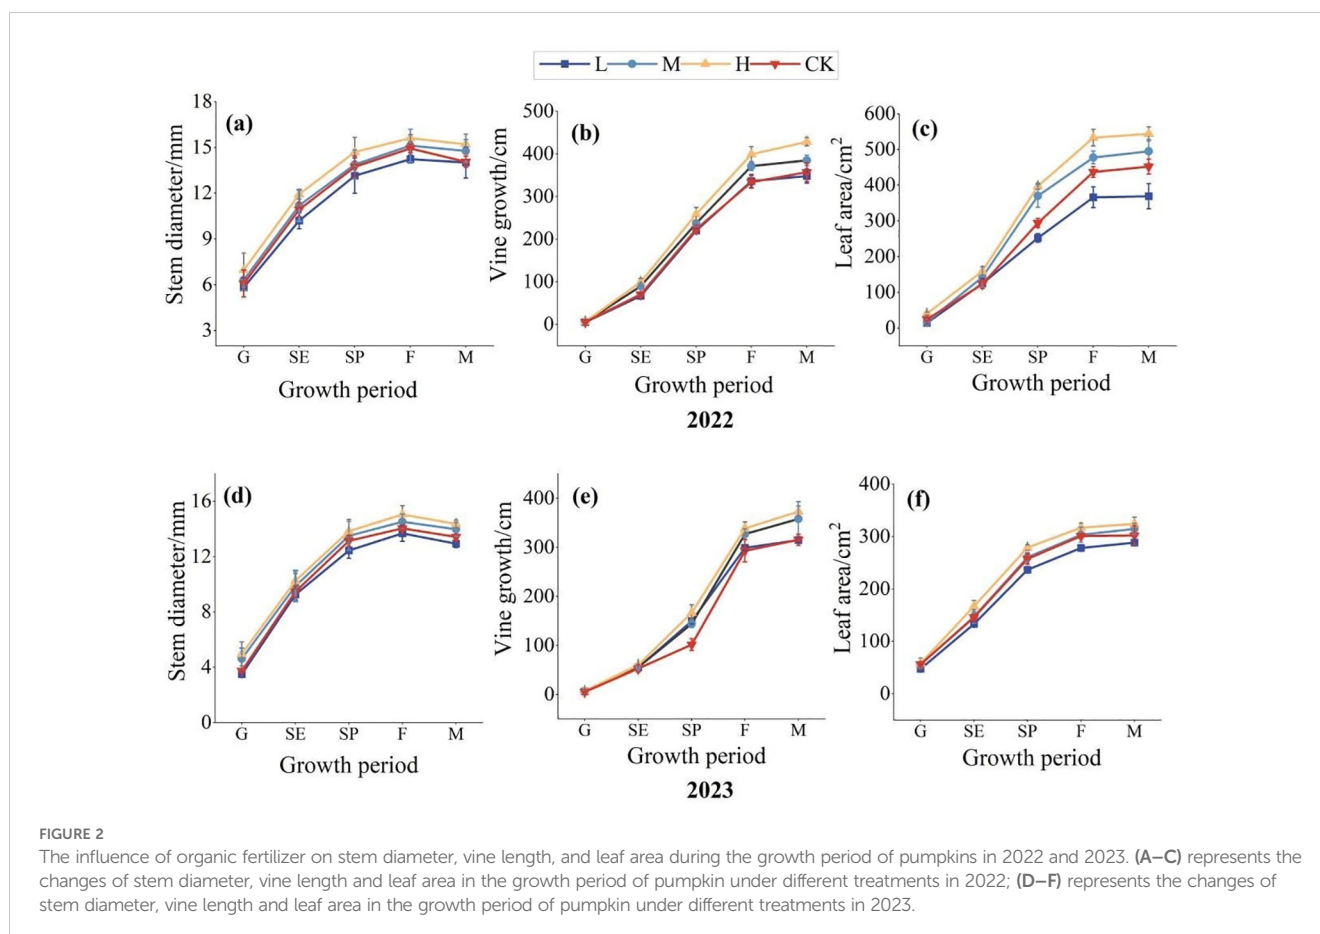 L M H CK
(a)
18
15
12
9
6
3
Stem diameter/mm
G SE SP F M
Growth period
(b)
500
400
300
200
100
0
Vine growth/cm
G SE SP F M
Growth period
(c)
600
500
400
300
200
100
0
Leaf area/cm²
G SE SP F M
Growth period
2022
(d)
16
12
8
4
0
Stem diameter/mm
G SE SP F M
Growth period
(e)
400
300
200
100
0
Vine growth/cm
G SE SP F M
Growth period
(f)
400
300
200
100
0
Leaf area/cm²
G SE SP F M
Growth period
2023
FIGURE 2
The influence of organic fertilizer on stem diameter, vine length, and leaf area during the growth period of pumpkins in 2022 and 2023. (A–C) represents the
changes of stem diameter, vine length and leaf area in the growth period of pumpkin under different treatments in 2022; (D–F) represents the changes of
stem diameter, vine length and leaf area in the growth period of pumpkin under different treatments in 2023.